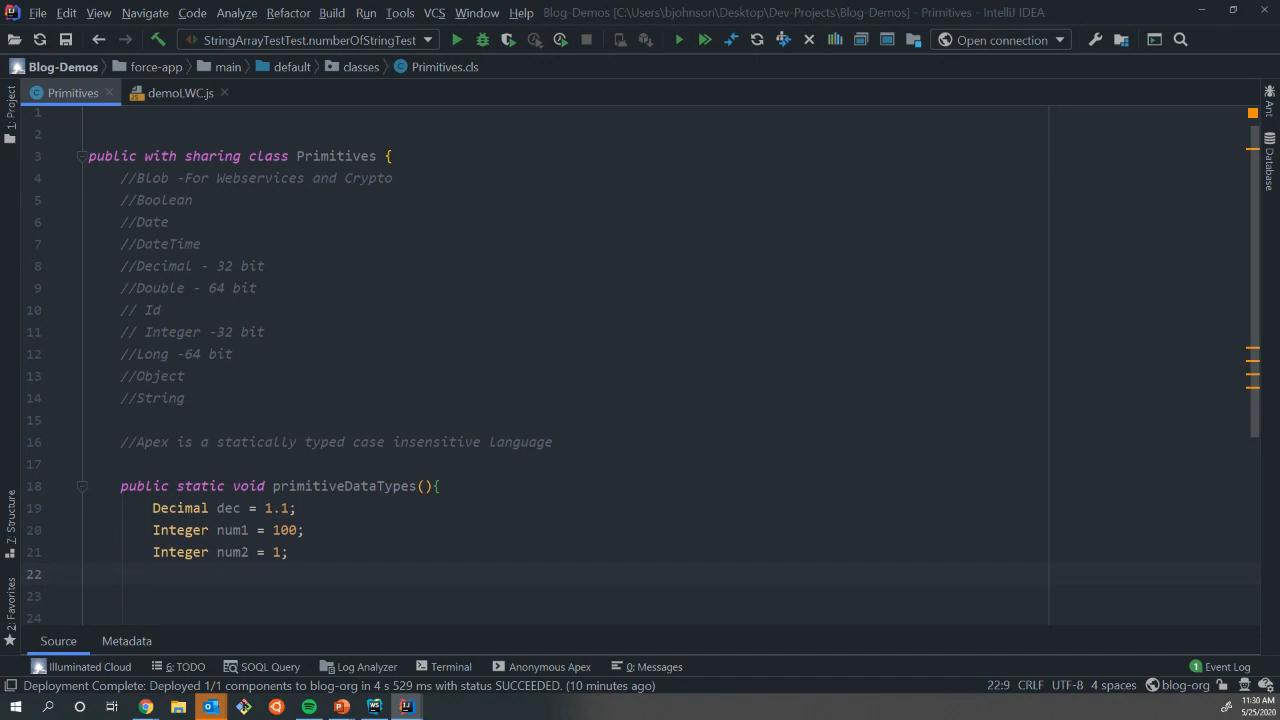 File Edit View Navigate Code Analyze Refactor Build Run Tools VCS Window Help Blog-Demos [C:\Users\bjohnson\Desktop\Dev-Projects\Blog-Demos] - Primitives - IntelliJ IDEA
StringArrayTestTest.numberOfStringTest Open connection
Blog-Demos force-app main default classes Primitives.cls
Primitives demoLWC.js
1: Project
Ant
Database
1
2
3 public with sharing class Primitives {
4 //Blob -For Webservices and Crypto
5 //Boolean
6 //Date
7 //DateTime
8 //Decimal - 32 bit
9 //Double - 64 bit
10 // Id
11 // Integer -32 bit
12 //Long -64 bit
13 //Object
14 //String
15
16 //Apex is a statically typed case insensitive language
17
18 public static void primitiveDataTypes(){
19 Decimal dec = 1.1;
20 Integer num1 = 100;
21 Integer num2 = 1;
22
23
24
Z: Structure
2: Favorites
Source Metadata
Illuminated Cloud 6: TODO SOQL Query Log Analyzer Terminal Anonymous Apex 0: Messages 1 Event Log
Deployment Complete: Deployed 1/1 components to blog-org in 4 s 529 ms with status SUCCEEDED. (10 minutes ago) 22:9 CRLF UTF-8 4 spaces blog-org
11:30 AM
5/25/2020